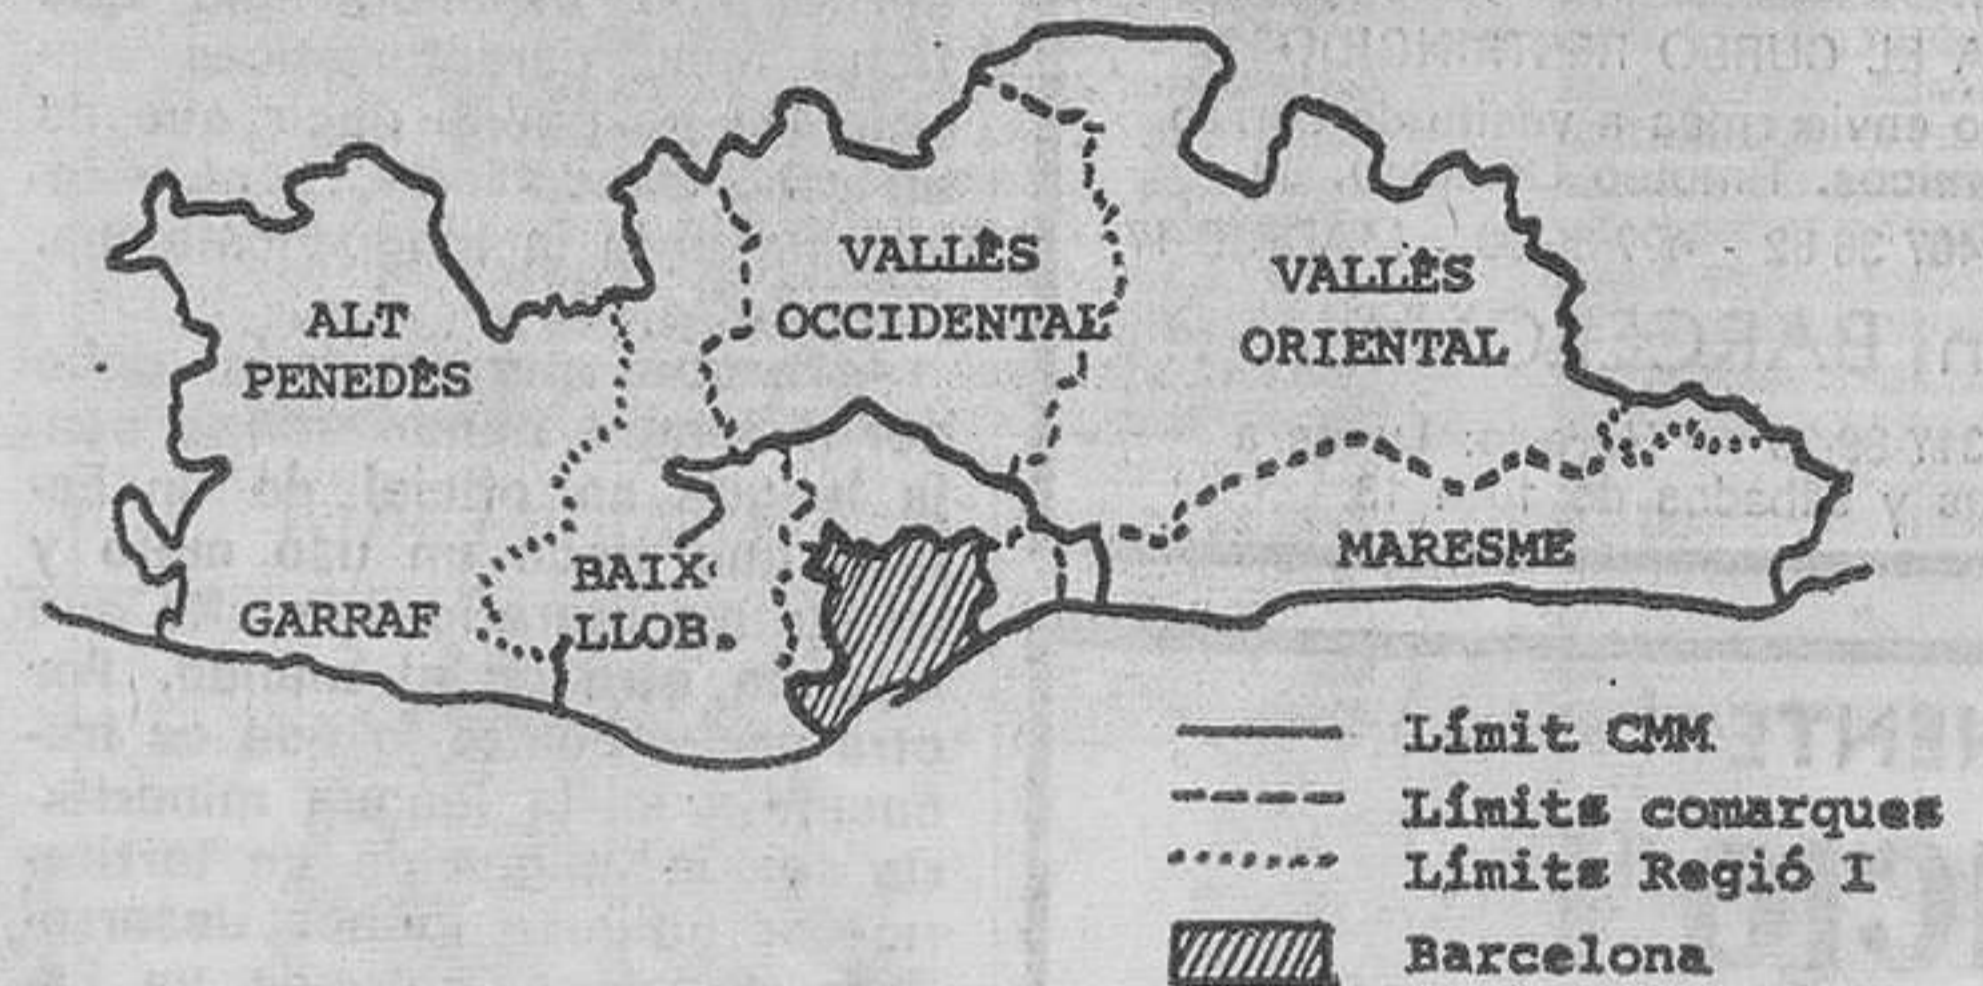 VALLÈS
OCCIDENTAL
VALLÈS
ORIENTAL
ALT
PENEDÈS
MARESME
BAIX
LLOB.
GARRAF
Límit CMM
Límits comarques
Límits Regió I
Barcelona